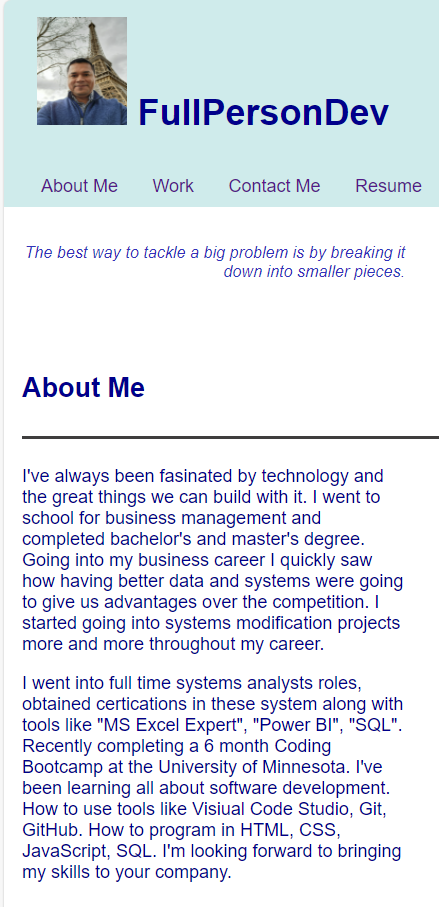 FullPersonDev
About Me Work Contact Me Resume
The best way to tackle a big problem is by breaking it
down into smaller pieces.
About Me
I've always been fasinated by technology and
the great things we can build with it. I went to
school for business management and
completed bachelor's and master's degree.
Going into my business career I quickly saw
how having better data and systems were going
to give us advantages over the competition. I
started going into systems modification projects
more and more throughout my career.
I went into full time systems analysts roles,
obtained certications in these system along with
tools like "MS Excel Expert", "Power BI", "SQL".
Recently completing a 6 month Coding
Bootcamp at the University of Minnesota. I've
been learning all about software development.
How to use tools like Visiual Code Studio, Git,
GitHub. How to program in HTML, CSS,
JavaScript, SQL. I'm looking forward to bringing
my skills to your company.